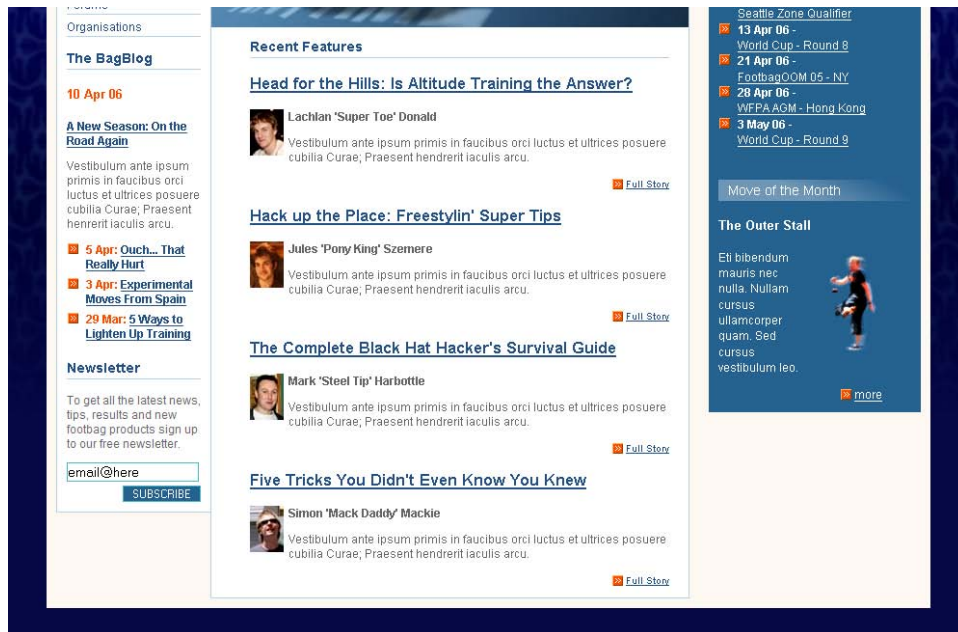 Forums
Organisations
The BagBlog
10 Apr 06
A New Season: On the
Road Again
Vestibulum ante ipsum
primis in faucibus orci
luctus et ultrices posuere
cubilia Curae; Praesent
henrerit iaculis arcu.
5 Apr: Ouch... That
Really Hurt
3 Apr: Experimental
Moves From Spain
29 Mar: 5 Ways to
Lighten Up Training
Newsletter
To get all the latest news,
tips, results and new
footbag products sign up
to our free newsletter.
email@here
SUBSCRIBE
Recent Features
Head for the Hills: Is Altitude Training the Answer?
Lachlan 'Super Toe' Donald
Vestibulum ante ipsum primis in faucibus orci luctus et ultrices posuere
cubilia Curae; Praesent hendrerit iaculis arcu.
Full Story
Hack up the Place: Freestylin' Super Tips
Jules 'Pony King' Szemere
Vestibulum ante ipsum primis in faucibus orci luctus et ultrices posuere
cubilia Curae; Praesent hendrerit iaculis arcu.
Full Story
The Complete Black Hat Hacker's Survival Guide
Mark 'Steel Tip' Harbottle
Vestibulum ante ipsum primis in faucibus orci luctus et ultrices posuere
cubilia Curae; Praesent hendrerit iaculis arcu.
Full Story
Five Tricks You Didn't Even Know You Knew
Simon 'Mack Daddy' Mackie
Vestibulum ante ipsum primis in faucibus orci luctus et ultrices posuere
cubilia Curae; Praesent hendrerit iaculis arcu.
Full Story
Seattle Zone Qualifier
13 Apr 06 -
World Cup - Round 8
21 Apr 06 -
FootbagOOM 05 - NY
28 Apr 06 -
WFPA AGM - Hong Kong
3 May 06 -
World Cup - Round 9
Move of the Month
The Outer Stall
Eti bibendum
mauris nec
nulla. Nullam
cursus
ullamcorper
quam. Sed
cursus
vestibulum leo.
more